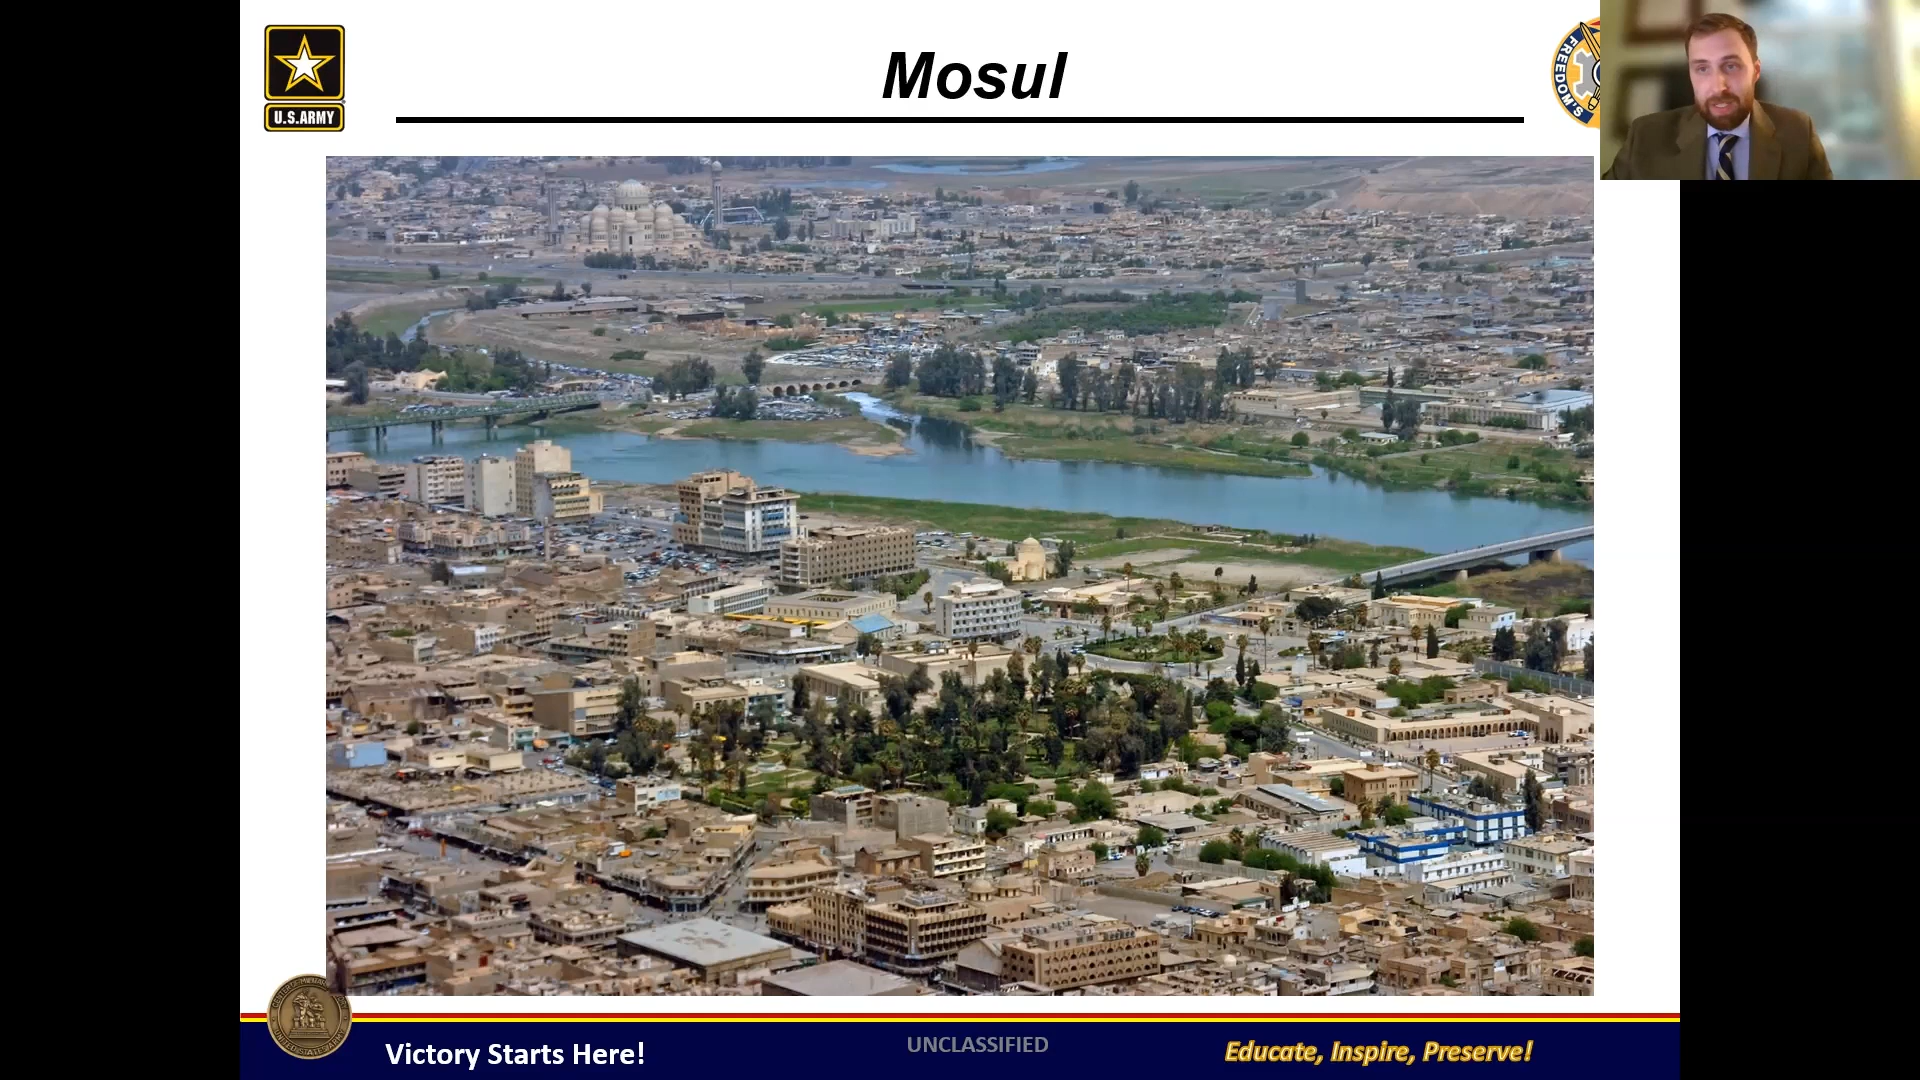 Mosul
U.S.ARMY
FREEDOM'S
Victory Starts Here!
UNCLASSIFIED
Educate, Inspire, Preserve!